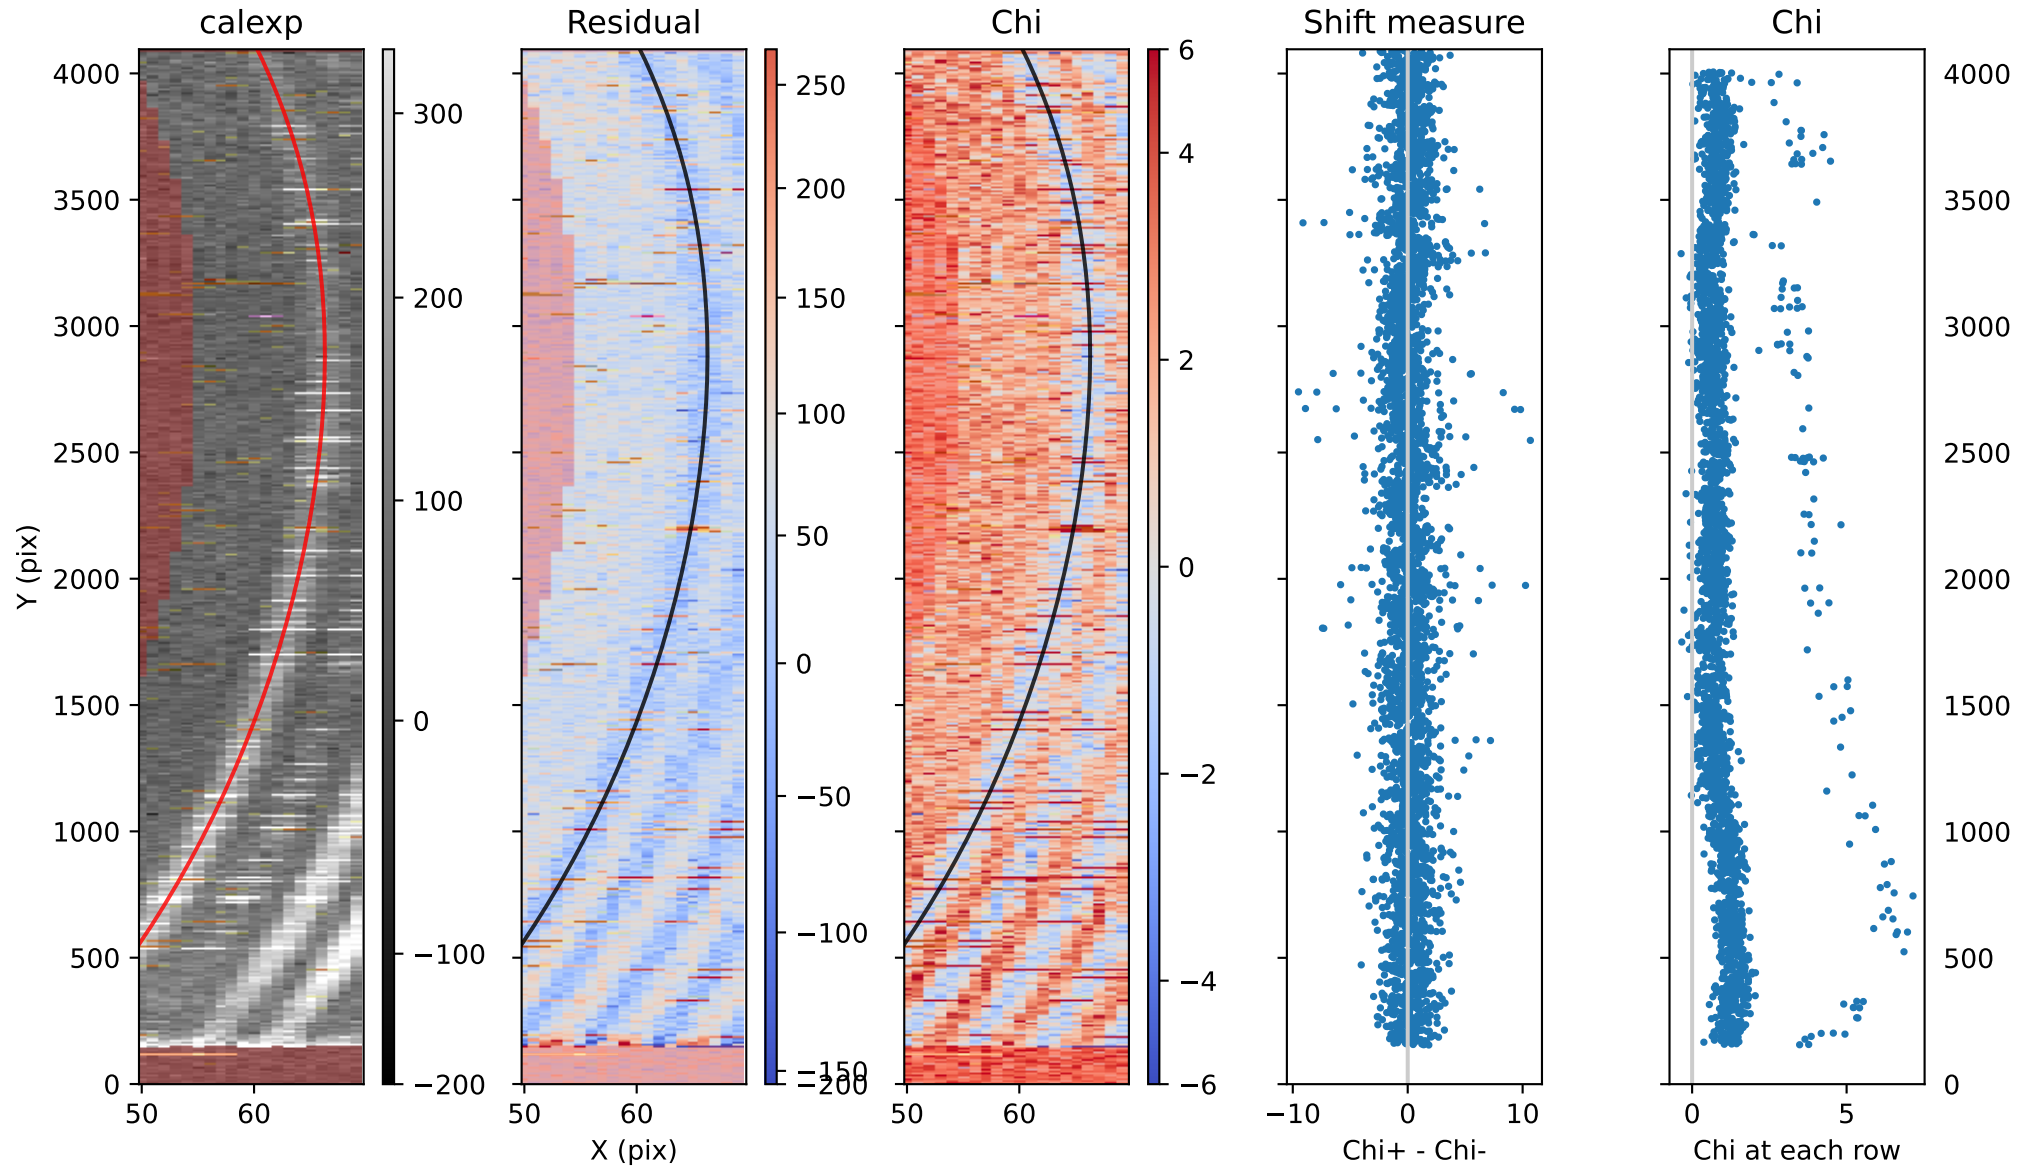 calexp Residual Chi Shift measure Chi
4000 300 250 6 4000
3500 200 200 4 3500
3000 100 150 2 3000
2500 0 100 0 2500
2000 −100 50 −2 2000
1500 −200 0 −4 1500
1000 −50 −6 1000
500 −100 500
0 −150 0
−200
Y (pix)
50 60 50 60 50 60 −10 0 10 0 5
X (pix) Chi+ - Chi- Chi at each row